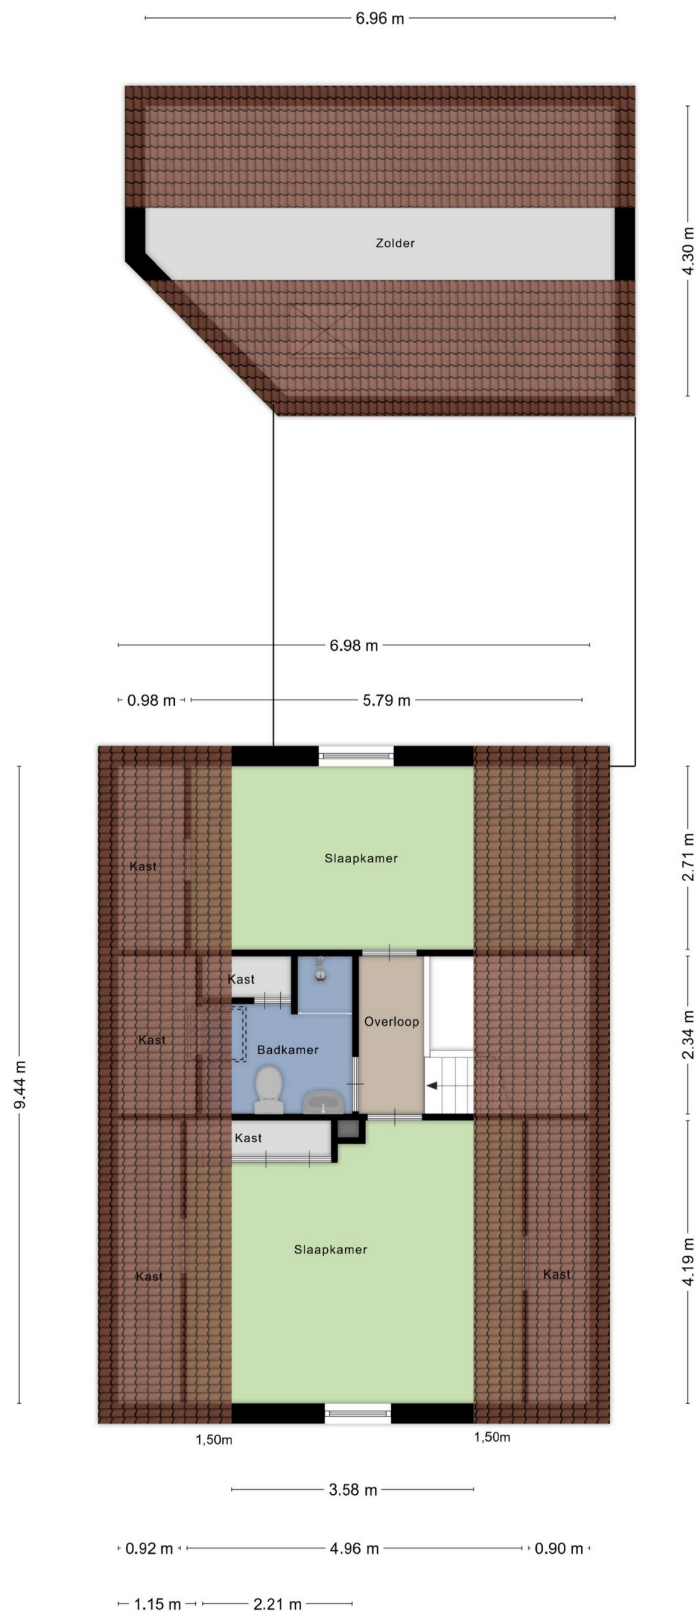 6.96 m
Zolder
4.30 m
6.98 m
0.98 m
5.79 m
Kast
Slaapkamer
2.71 m
Kast
Kast
Badkamer
Overloop
2.34 m
9.44 m
Kast
Slaapkamer
Kast
Kast
4.19 m
1,50m
1,50m
3.58 m
0.92 m
4.96 m
0.90 m
1.15 m
2.21 m